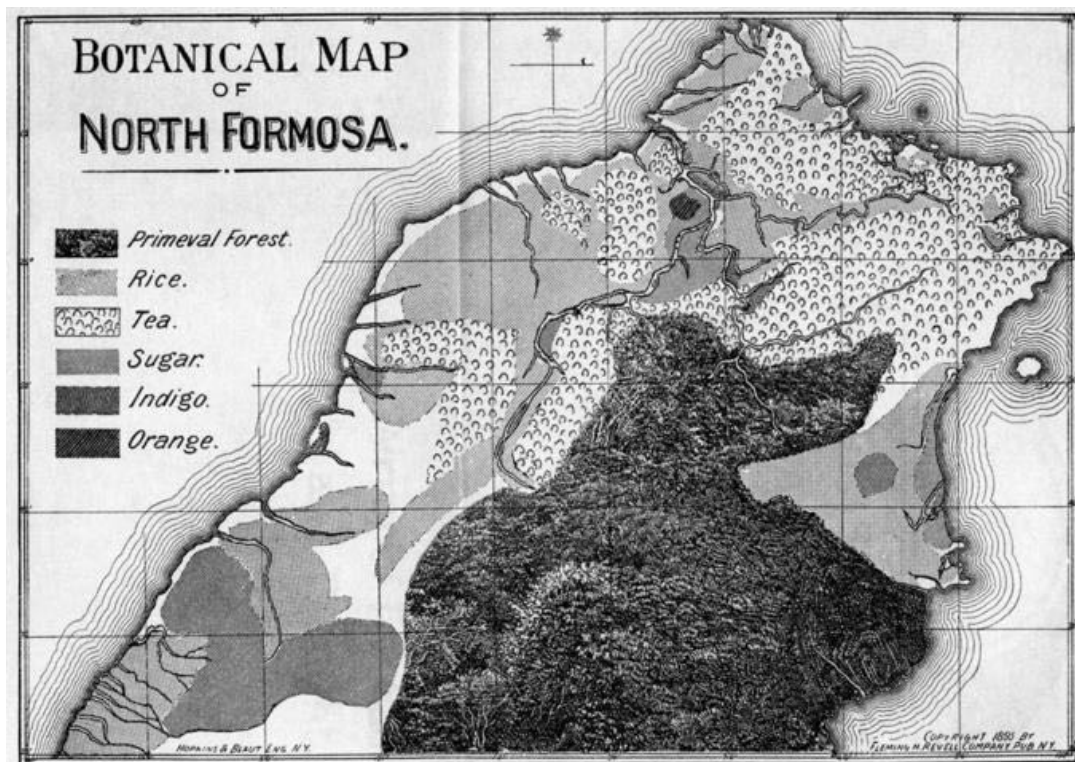 BOTANICAL MAP
OF
NORTH FORMOSA.
Primeval Forest.
Rice.
Tea.
Sugar.
Indigo.
Orange.
HOPKINS & BLAUT ENG. N.Y.
COPYRIGHT 1895 BY
FLEMING H. REVELL COMPANY PUB. N.Y.